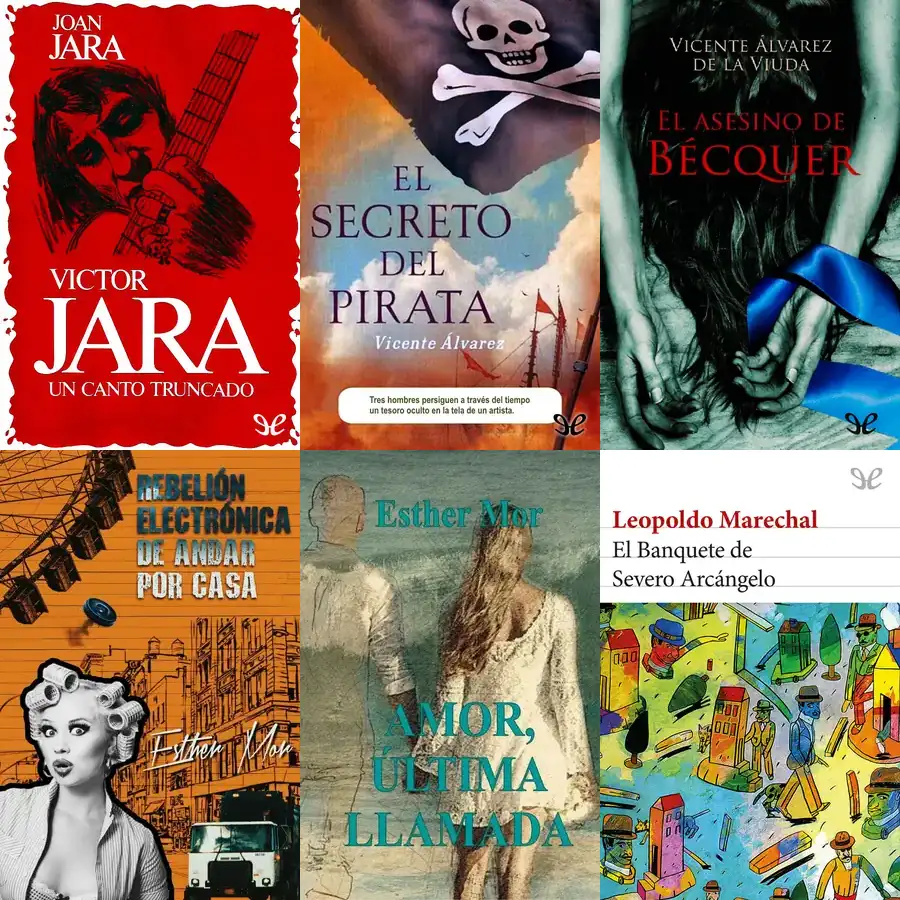 JOAN
JARA
VICTOR
JARA
UN CANTO TRUNCADO
EL
SECRETO
DEL
PIRATA
Vicente Álvarez
Tres hombres persiguen a través del tiempo
un tesoro oculto en la tela de un artista.
VICENTE ÁLVAREZ
DE LA VIUDA
EL ASESINO DE
BÉCQUER
REBELIÓN
ELECTRÓNICA
DE ANDAR
POR CASA
Esther Mor
Esther Mor
AMOR,
ÚLTIMA
LLAMADA
Leopoldo Marechal
El Banquete de
Severo Arcángelo